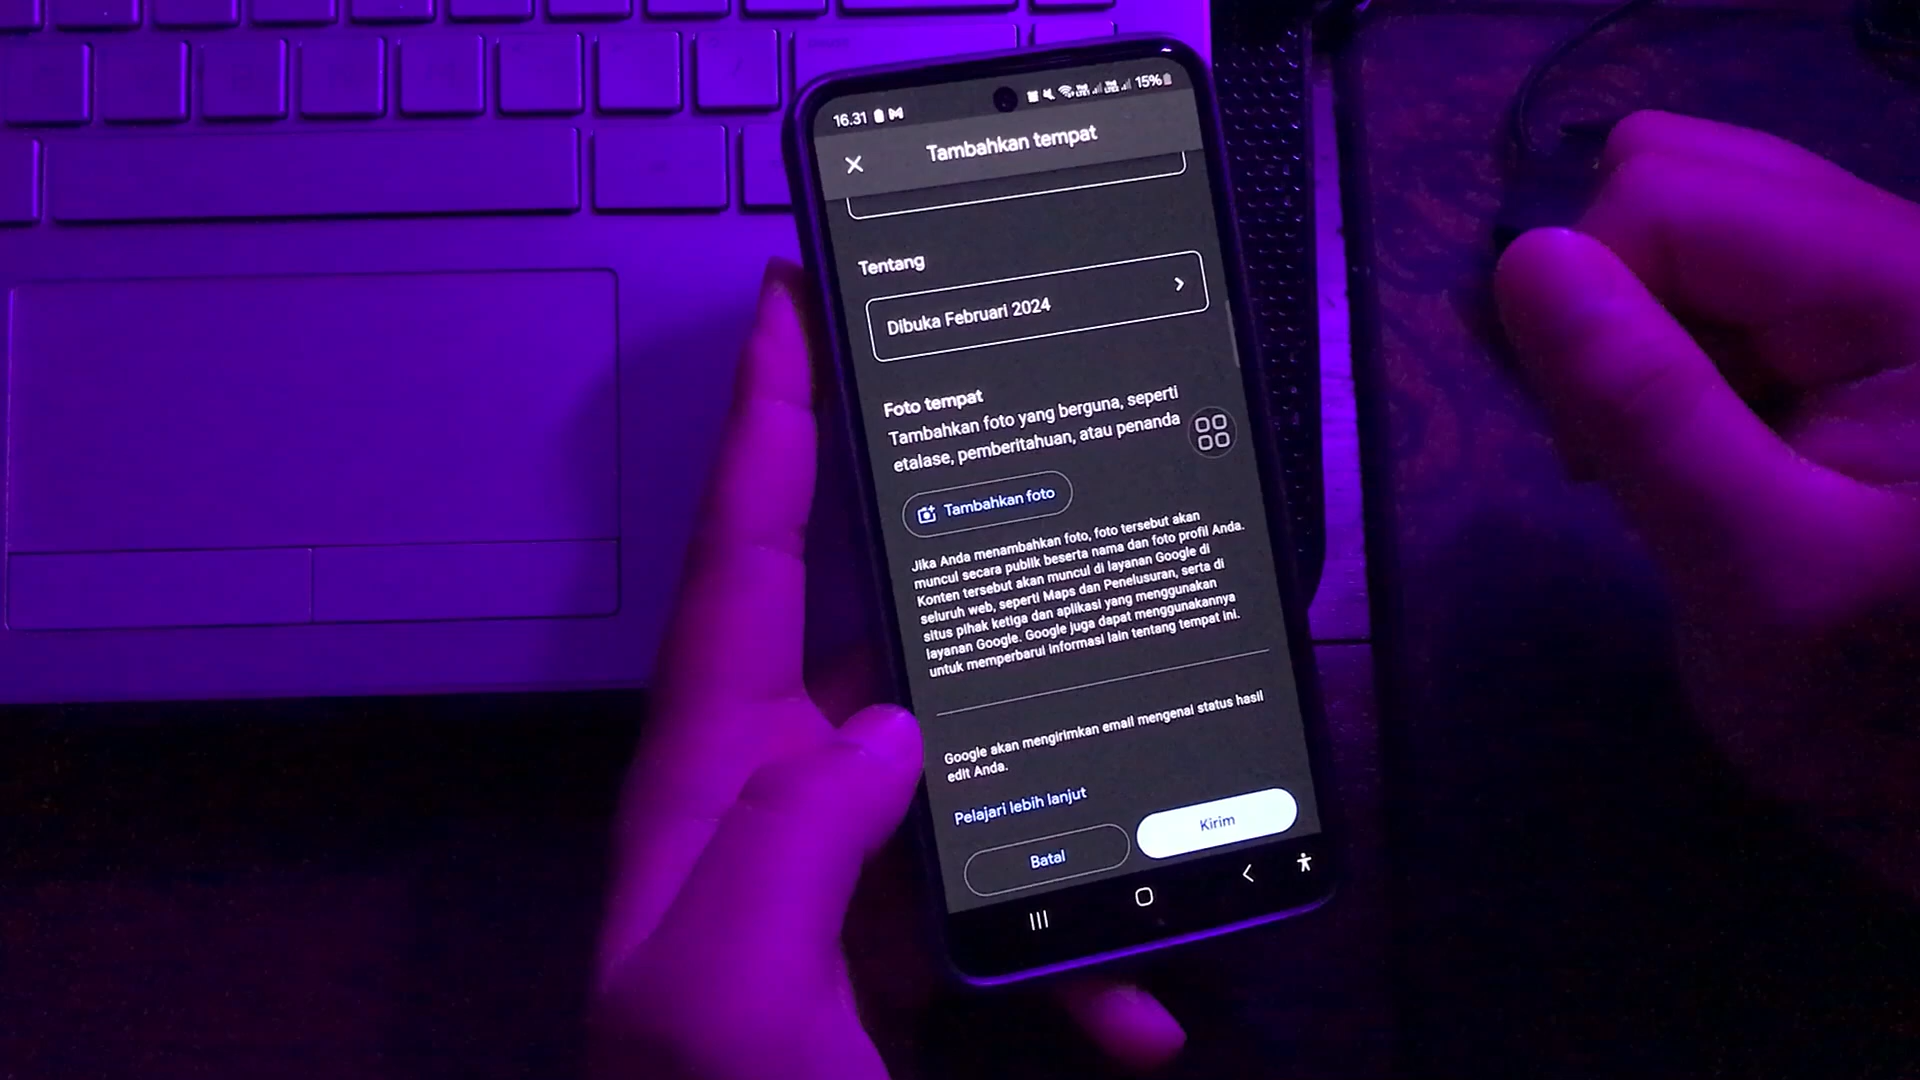 16.31
15%
Tambahkan tempat
Tentang
Dibuka Februari 2024
Foto tempat
Tambahkan foto yang berguna, seperti
etalase, pemberitahuan, atau penanda
Tambahkan foto
Jika Anda menambahkan foto, foto tersebut akan
muncul secara publik beserta nama dan foto profil Anda.
Konten tersebut akan muncul di layanan Google di
seluruh web, seperti Maps dan Penelusuran, serta di
situs pihak ketiga dan aplikasi yang menggunakan
layanan Google. Google juga dapat menggunakannya
untuk memperbarui informasi lain tentang tempat ini.
Google akan mengirimkan email mengenai status hasil
edit Anda.
Pelajari lebih lanjut
Batal
Kirim